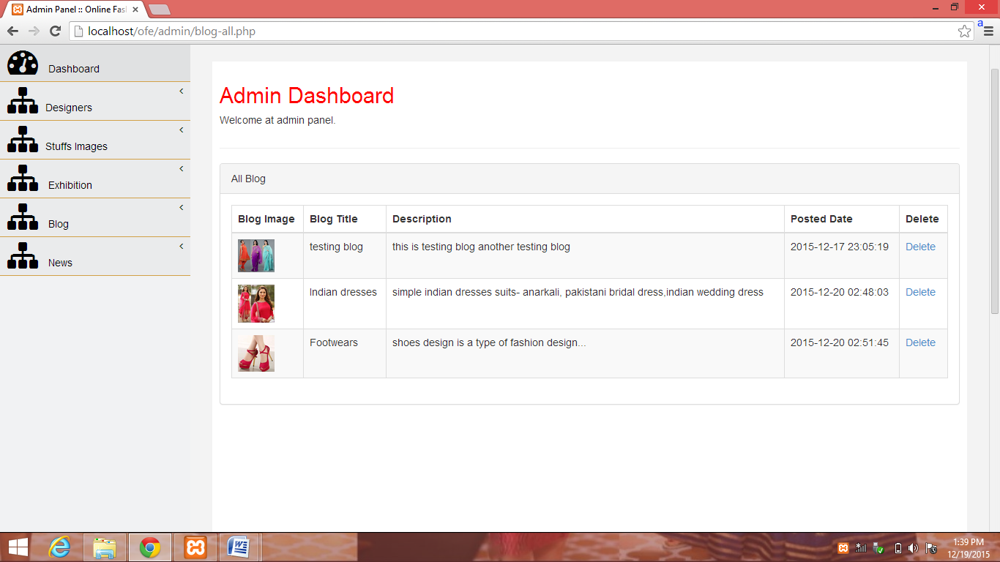 Admin Panel :: Online Fas
localhost/ofe/admin/blog-all.php
a
Dashboard
Designers
Stuffs Images
Exhibition
Blog
News
Admin Dashboard
Welcome at admin panel.
All Blog
Blog Image Blog Title Description Posted Date Delete
testing blog this is testing blog another testing blog 2015-12-17 23:05:19 Delete
Indian dresses simple indian dresses suits- anarkali, pakistani bridal dress,indian wedding dress 2015-12-20 02:48:03 Delete
Footwears shoes design is a type of fashion design... 2015-12-20 02:51:45 Delete
1:39 PM
12/19/2015